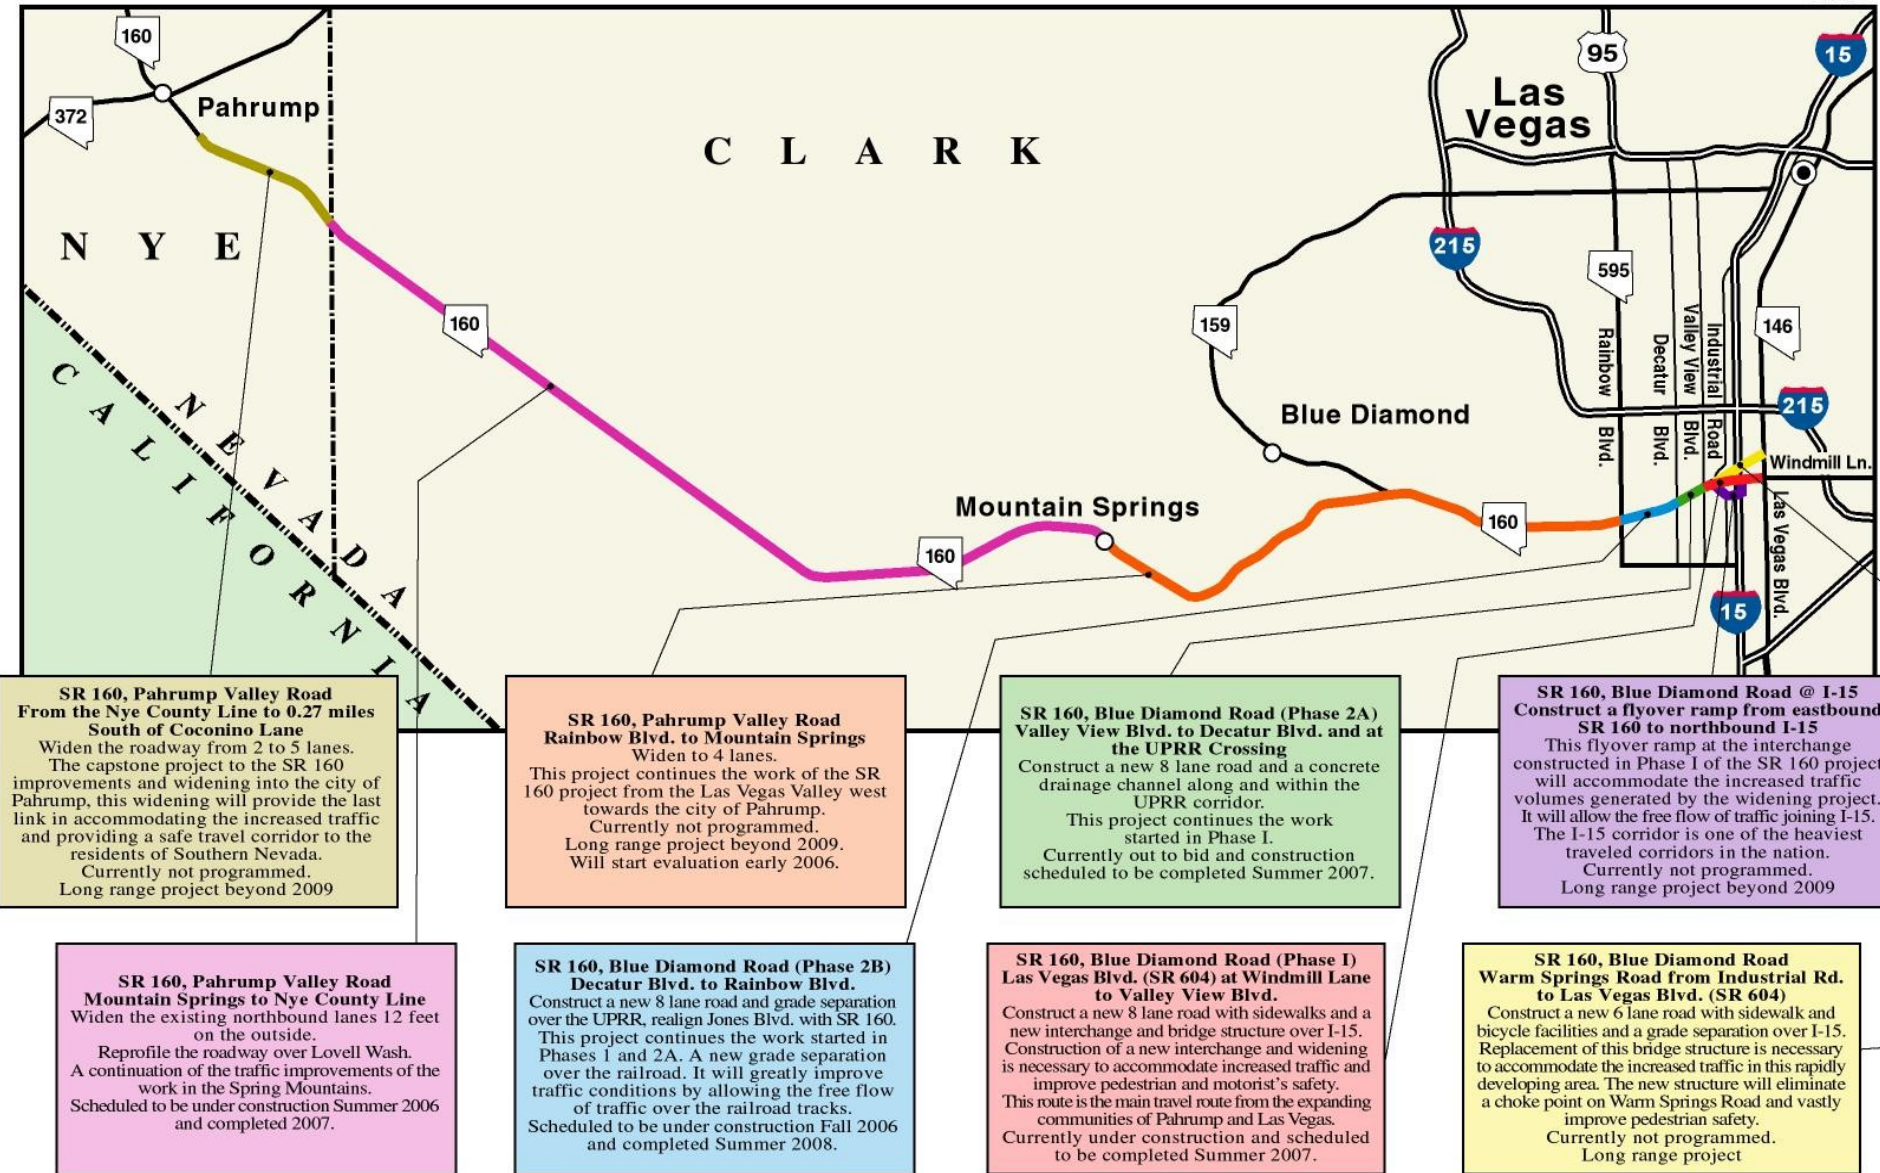 160
372
Pahrump
C L A R K
N Y E
Las
Vegas
95
15
215
595
159
146
215
160
Rainbow Blvd.
Decatur Blvd.
Valley View Blvd.
Industrial Road
Blue Diamond
Windmill Ln.
Las Vegas Blvd.
Mountain Springs
160
160
15
N E V A D A
C A L I F O R N I A
SR 160, Pahrump Valley Road
From the Nye County Line to 0.27 miles
South of Coconino Lane
Widen the roadway from 2 to 5 lanes.
The capstone project to the SR 160
improvements and widening into the city of
Pahrump, this widening will provide the last
link in accommodating the increased traffic
and providing a safe travel corridor to the
residents of Southern Nevada.
Currently not programmed.
Long range project beyond 2009
SR 160, Pahrump Valley Road
Rainbow Blvd. to Mountain Springs
Widen to 4 lanes.
This project continues the work of the SR
160 project from the Las Vegas Valley west
towards the city of Pahrump.
Currently not programmed.
Long range project beyond 2009.
Will start evaluation early 2006.
SR 160, Blue Diamond Road (Phase 2A)
Valley View Blvd. to Decatur Blvd. and at
the UPRR Crossing
Construct a new 8 lane road and a concrete
drainage channel along and within the
UPRR corridor.
This project continues the work
started in Phase I.
Currently out to bid and construction
scheduled to be completed Summer 2007.
SR 160, Blue Diamond Road @ I-15
Construct a flyover ramp from eastbound
SR 160 to northbound I-15
This flyover ramp at the interchange
constructed in Phase I of the SR 160 project
will accommodate the increased traffic
volumes generated by the widening project.
It will allow the free flow of traffic joining I-15.
The I-15 corridor is one of the heaviest
traveled corridors in the nation.
Currently not programmed.
Long range project beyond 2009
SR 160, Pahrump Valley Road
Mountain Springs to Nye County Line
Widen the existing northbound lanes 12 feet
on the outside.
Reprofile the roadway over Lovell Wash.
A continuation of the traffic improvements of the
work in the Spring Mountains.
Scheduled to be under construction Summer 2006
and completed 2007.
SR 160, Blue Diamond Road (Phase 2B)
Decatur Blvd. to Rainbow Blvd.
Construct a new 8 lane road and grade separation
over the UPRR, realign Jones Blvd. with SR 160.
This project continues the work started in
Phases 1 and 2A. A new grade separation
over the railroad. It will greatly improve
traffic conditions by allowing the free flow
of traffic over the railroad tracks.
Scheduled to be under construction Fall 2006
and completed Summer 2008.
SR 160, Blue Diamond Road (Phase I)
Las Vegas Blvd. (SR 604) at Windmill Lane
to Valley View Blvd.
Construct a new 8 lane road with sidewalks and a
new interchange and bridge structure over I-15.
Construction of a new interchange and widening
is necessary to accommodate increased traffic and
improve pedestrian and motorist's safety.
This route is the main travel route from the expanding
communities of Pahrump and Las Vegas.
Currently under construction and scheduled
to be completed Summer 2007.
SR 160, Blue Diamond Road
Warm Springs Road from Industrial Rd.
to Las Vegas Blvd. (SR 604)
Construct a new 6 lane road with sidewalk and
bicycle facilities and a grade separation over I-15.
Replacement of this bridge structure is necessary
to accommodate the increased traffic in this rapidly
developing area. The new structure will eliminate
a choke point on Warm Springs Road and vastly
improve pedestrian safety.
Currently not programmed.
Long range project